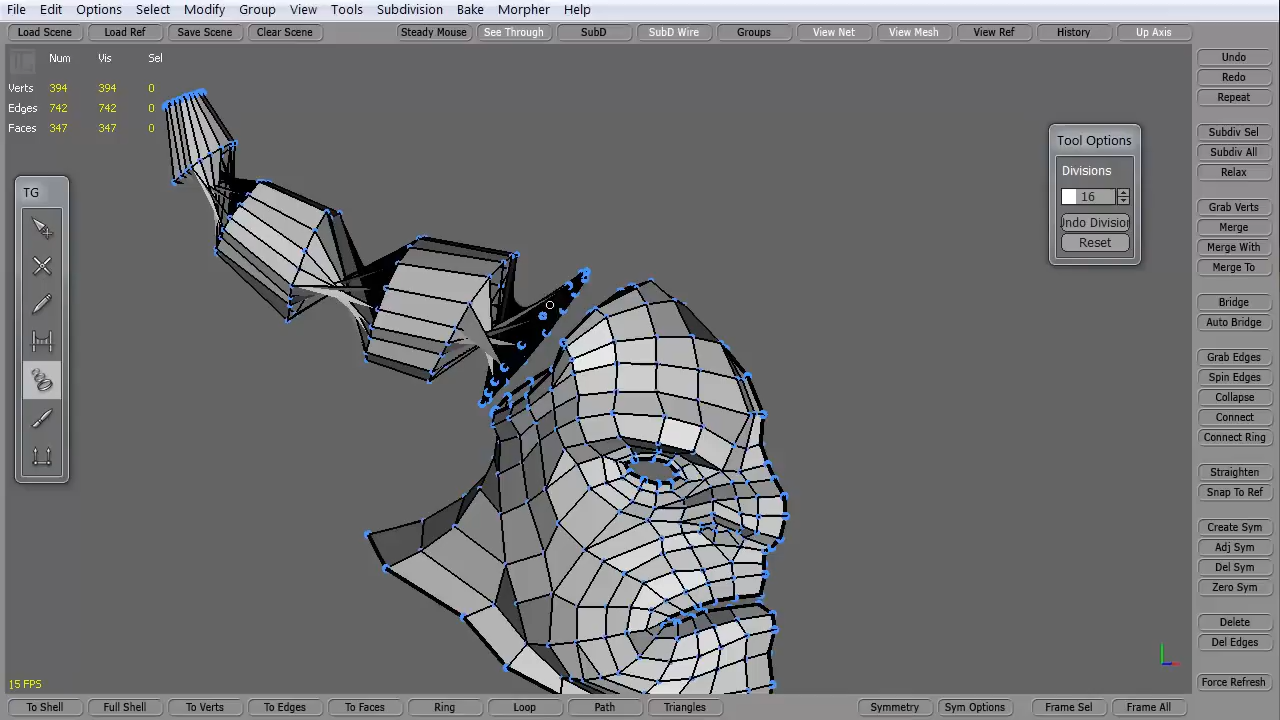 File Edit Options Select Modify Group View Tools Subdivision Bake Morpher Help
Load Scene Load Ref Save Scene Clear Scene Steady Mouse See Through SubD SubD Wire Groups View Net View Mesh View Ref History Up Axis
Num Vis Sel
Verts 394 394 0
Edges 742 742 0
Faces 347 347 0
TG
Tool Options
Divisions
16
Undo Division
Reset
Undo
Redo
Repeat
Subdiv Sel
Subdiv All
Relax
Grab Verts
Merge
Merge With
Merge To
Bridge
Auto Bridge
Grab Edges
Spin Edges
Collapse
Connect
Connect Ring
Straighten
Snap To Ref
Create Sym
Adj Sym
Del Sym
Zero Sym
Delete
Del Edges
Force Refresh
15 FPS
To Shell Full Shell To Verts To Edges To Faces Ring Loop Path Triangles Symmetry Sym Options Frame Sel Frame All